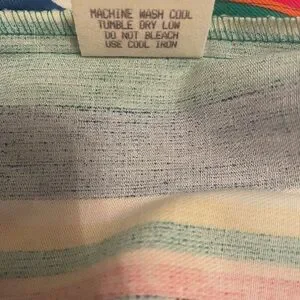 MACHINE WASH COOL
TUMBLE DRY LOW
DO NOT BLEACH
USE COOL IRON